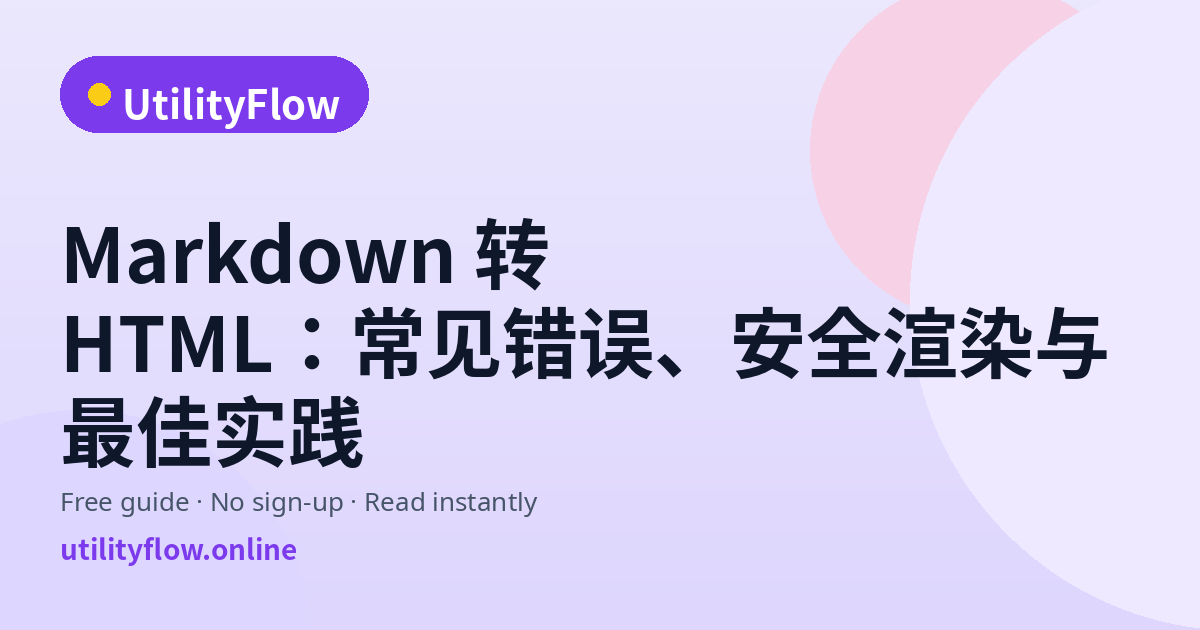 UtilityFlow
Markdown 转
HTML：常见错误、安全渲染与
最佳实践
Free guide · No sign-up · Read instantly
utilityflow.online